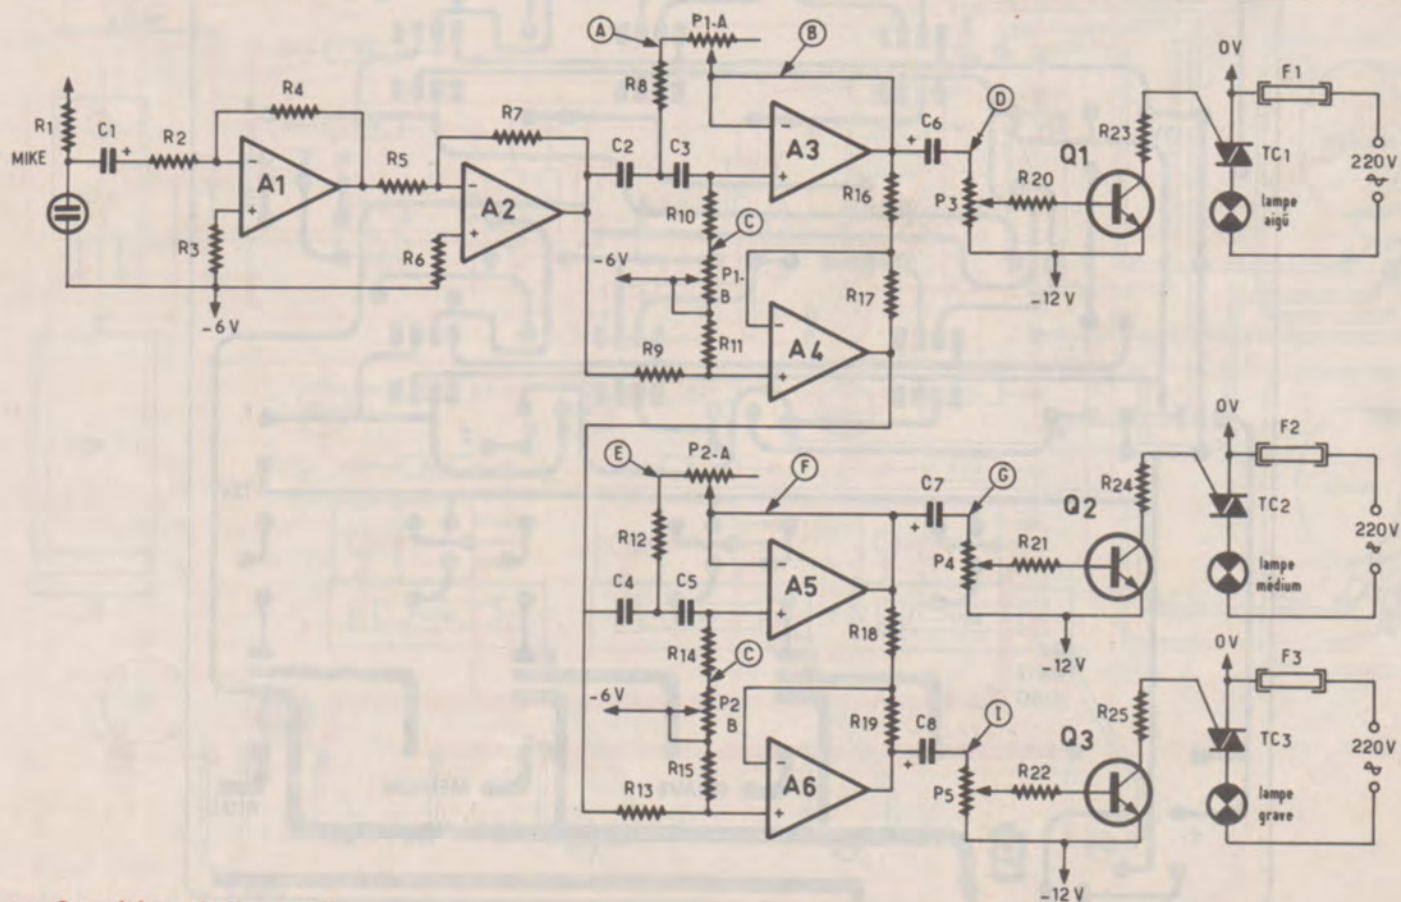 R1
MIKE
C1
+
R2
R4
A1
-
+
R3
-6V
R5
R7
A2
-
+
R6
A
P1-A
B
R8
C2
C3
A3
-
+
R10
C
-6V
P1-
B
R11
R9
R16
R17
A4
-
+
C6
+
D
P3
R20
Q1
R23
-12V
0V
F1
TC1
lampe
aigü
220V
E
P2-A
F
R12
C4
C5
A5
-
+
R14
C
-6V
P2
B
R15
R13
R18
R19
A6
-
+
C7
+
G
P4
R21
Q2
R24
-12V
0V
F2
TC2
lampe
médium
220V
C8
+
I
P5
R22
Q3
R25
-12V
0V
F3
TC3
lampe
grave
220V